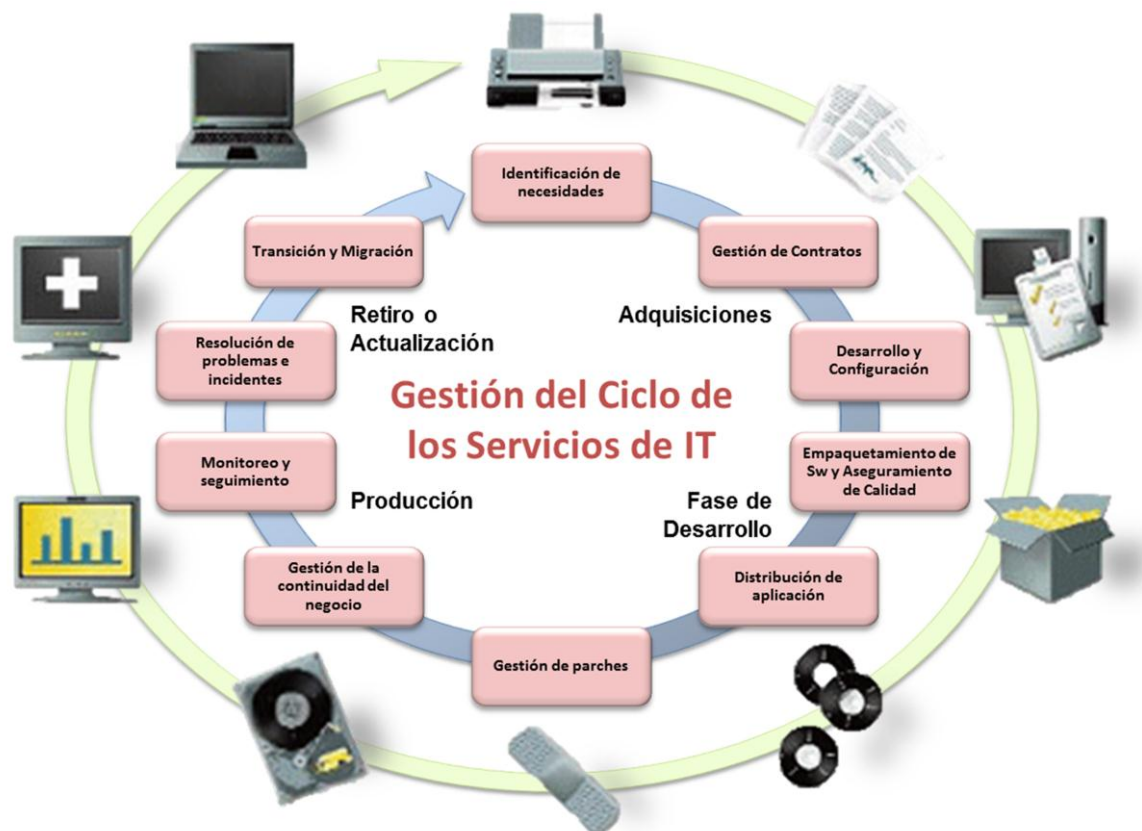 Identificación de
necesidades
Transición y Migración
Gestión de Contratos
Retiro o
Actualización
Adquisiciones
Resolución de
problemas e
incidentes
Desarrollo y
Configuración
Gestión del Ciclo de
los Servicios de IT
Monitoreo y
seguimiento
Empaquetamiento de
Sw y Aseguramiento
de Calidad
Producción
Fase de
Desarrollo
Gestión de la
continuidad del
negocio
Distribución de
aplicación
Gestión de parches